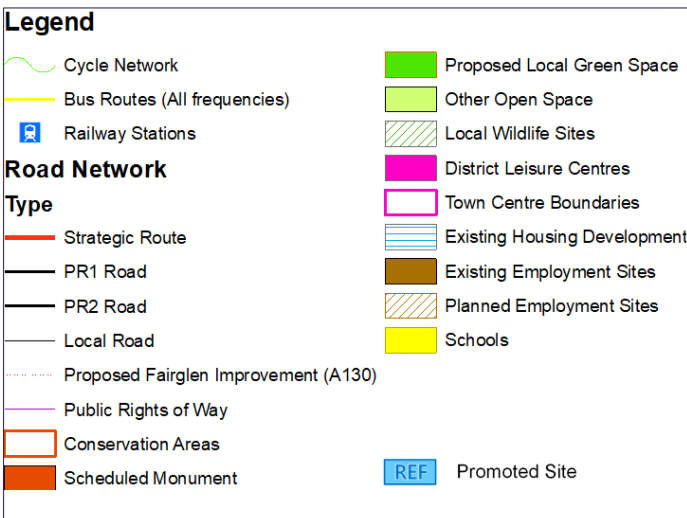 Legend
Cycle Network
Bus Routes (All frequencies)
Railway Stations
Road Network
Type
Strategic Route
PR1 Road
PR2 Road
Local Road
Proposed Fairglen Improvement (A130)
Public Rights of Way
Conservation Areas
Scheduled Monument
Proposed Local Green Space
Other Open Space
Local Wildlife Sites
District Leisure Centres
Town Centre Boundaries
Existing Housing Development
Existing Employment Sites
Planned Employment Sites
Schools
REF Promoted Site